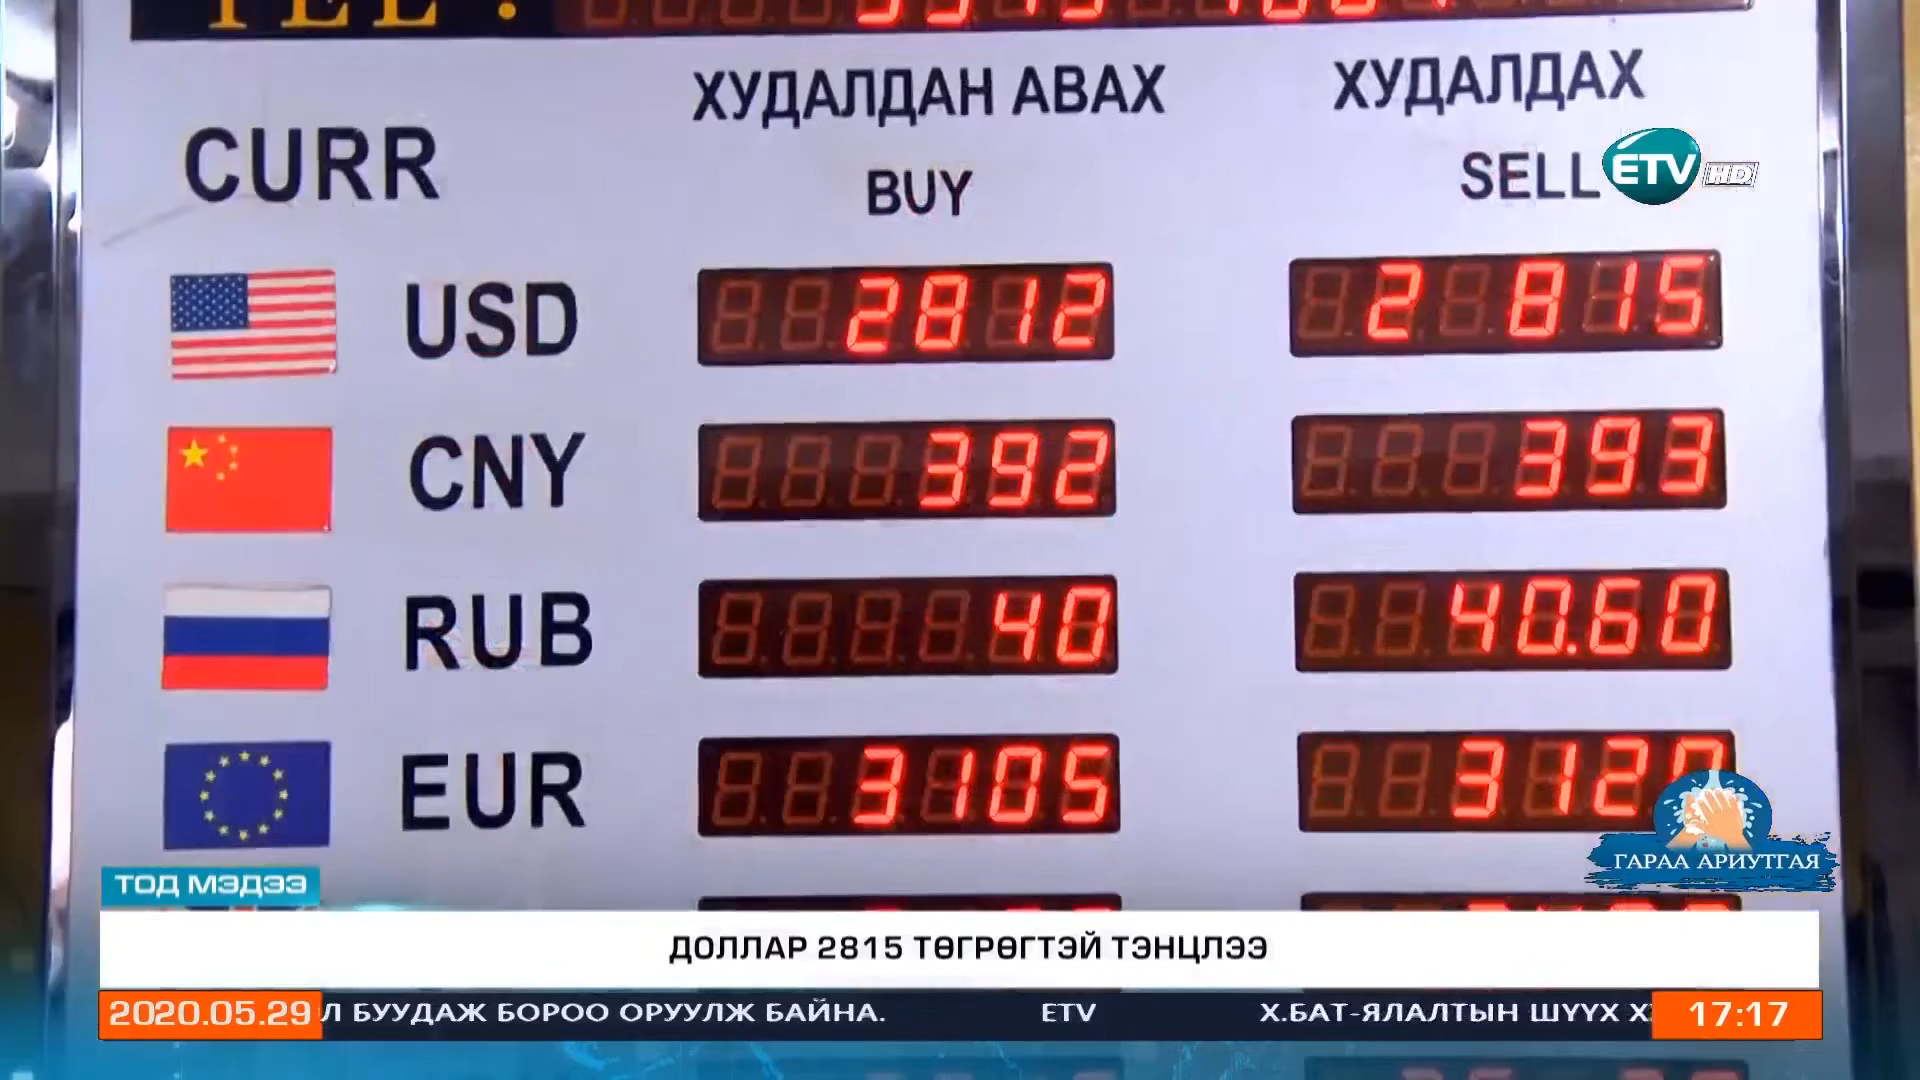 TEL :
ХУДАЛДАН АВАХ
ХУДАЛДАХ
CURR
BUY
SELL
ETV HD
USD 2812 2815
CNY 392 393
RUB 40 40.60
EUR 3105 3120
ГАРАА АРИУТГАЯ
ТОД МЭДЭЭ
ДОЛЛАР 2815 ТӨГРӨГТЭЙ ТЭНЦЛЭЭ
2020.05.29 Л БУУДАЖ БОРОО ОРУУЛЖ БАЙНА. ETV Х.БАТ-ЯЛАЛТЫН ШҮҮХ 17:17